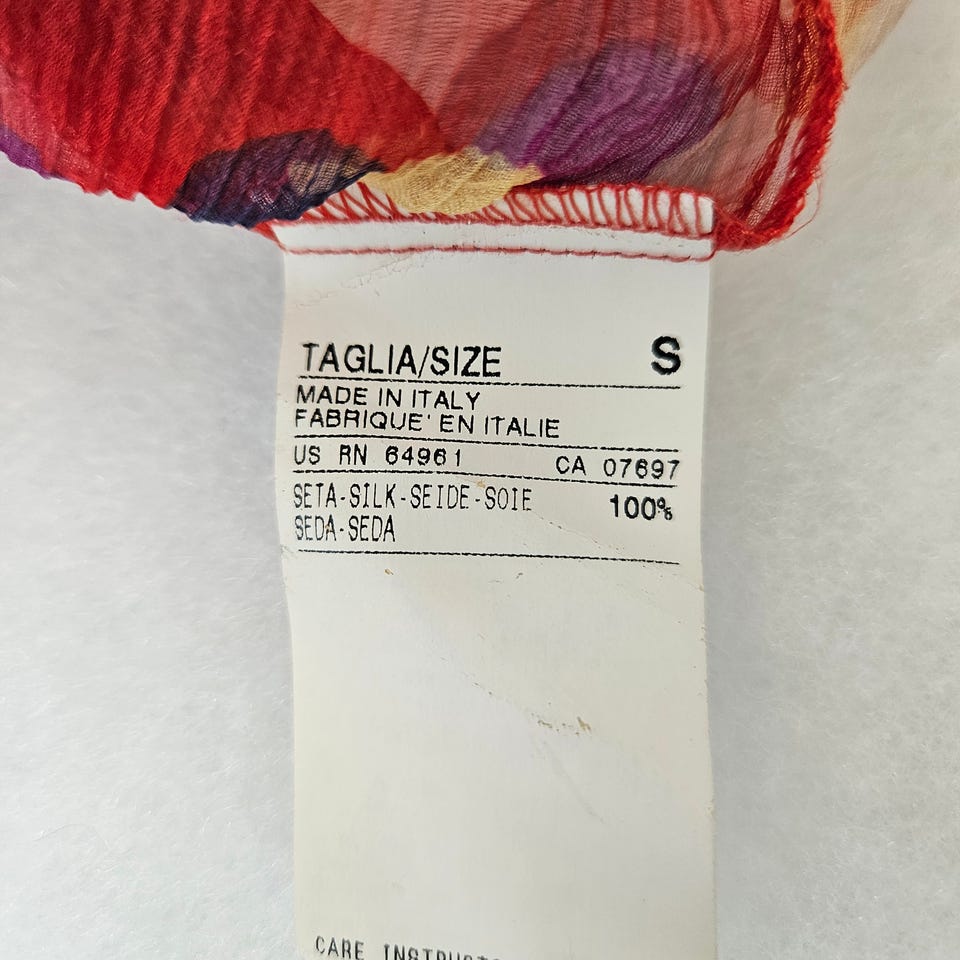 TAGLIA/SIZE S
MADE IN ITALY
FABRIQUE' EN ITALIE
US RN 64961 CA 07697
SETA-SILK-SEIDE-SOIE 100%
SEDA-SEDA
CARE